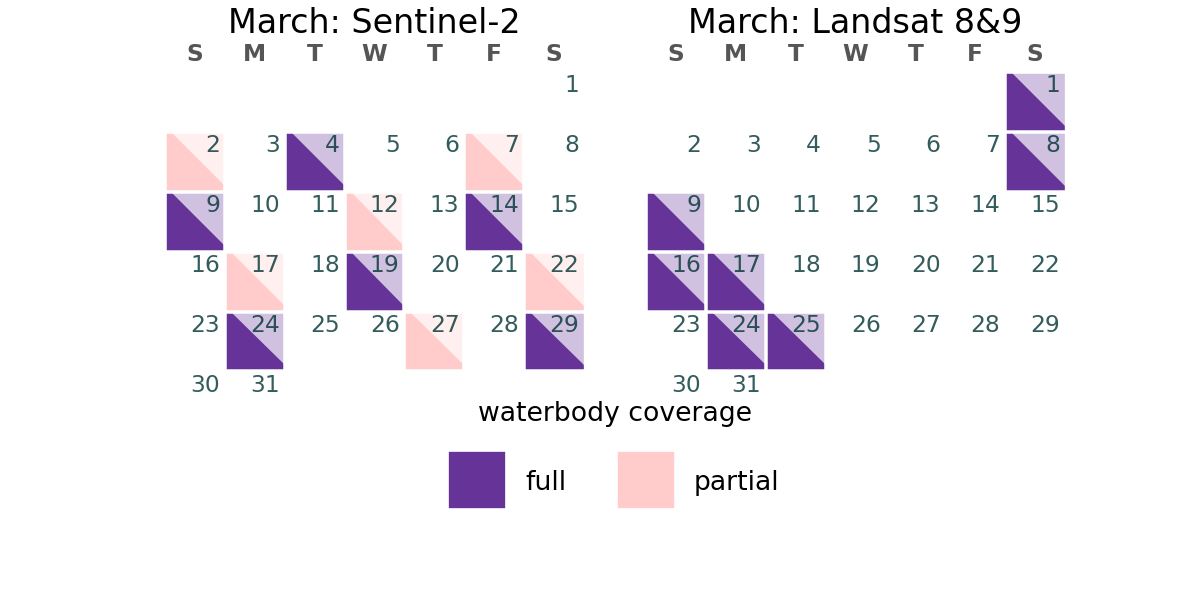 March: Sentinel-2
S M T W T F S
1
2 3 4 5 6 7 8
9 10 11 12 13 14 15
16 17 18 19 20 21 22
23 24 25 26 27 28 29
30 31
March: Landsat 8&9
S M T W T F S
1
2 3 4 5 6 7 8
9 10 11 12 13 14 15
16 17 18 19 20 21 22
23 24 25 26 27 28 29
30 31
waterbody coverage
full
partial